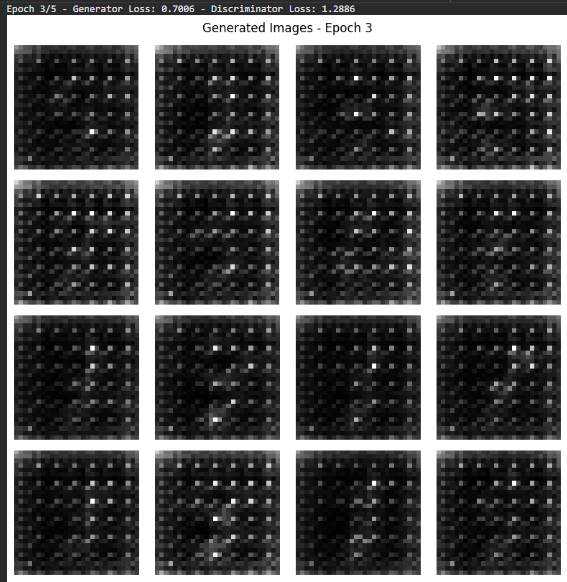 Epoch 3/5 - Generator Loss: 0.7006 - Discriminator Loss: 1.2886
Generated Images - Epoch 3